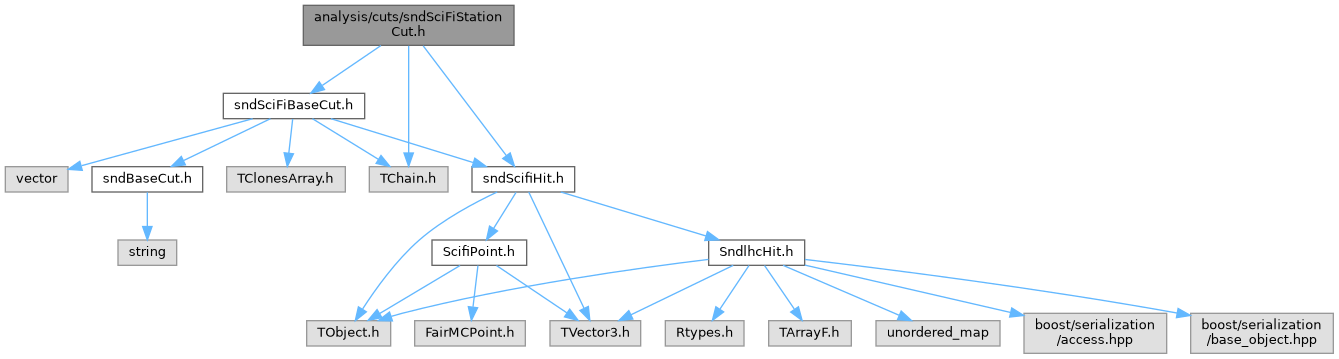 analysis/cuts/sndSciFiStation
Cut.h
sndSciFiBaseCut.h
vector
sndBaseCut.h
TClonesArray.h
TChain.h
sndScifiHit.h
string
ScifiPoint.h
SndlhcHit.h
TObject.h
FairMCPoint.h
TVector3.h
Rtypes.h
TArrayF.h
unordered_map
boost/serialization
/access.hpp
boost/serialization
/base_object.hpp